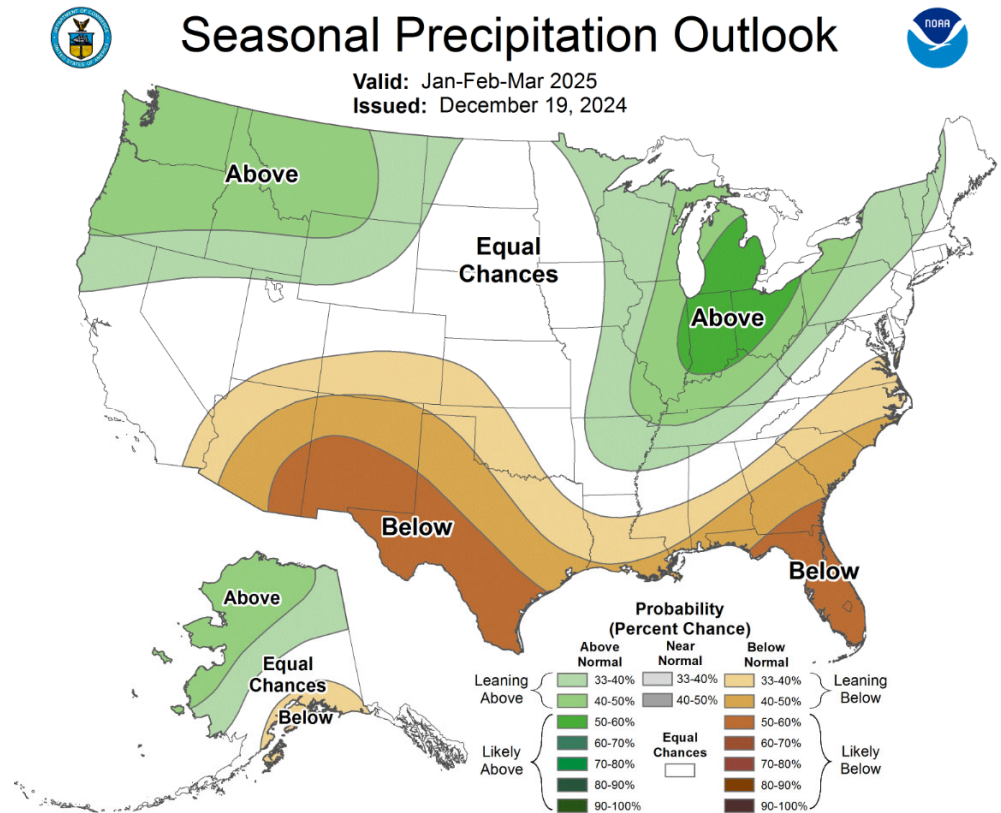 Seasonal Precipitation Outlook
NOAA
Valid: Jan-Feb-Mar 2025
Issued: December 19, 2024
Above
Equal
Chances
Above
Below
Below
Above
Equal
Chances
Below
Probability
(Percent Chance)
Above
Normal
Near
Normal
Below
Normal
Leaning
Above
33-40%
40-50%
33-40%
40-50%
33-40%
40-50%
Leaning
Below
Likely
Above
50-60%
60-70%
70-80%
80-90%
90-100%
Equal
Chances
50-60%
60-70%
70-80%
80-90%
90-100%
Likely
Below